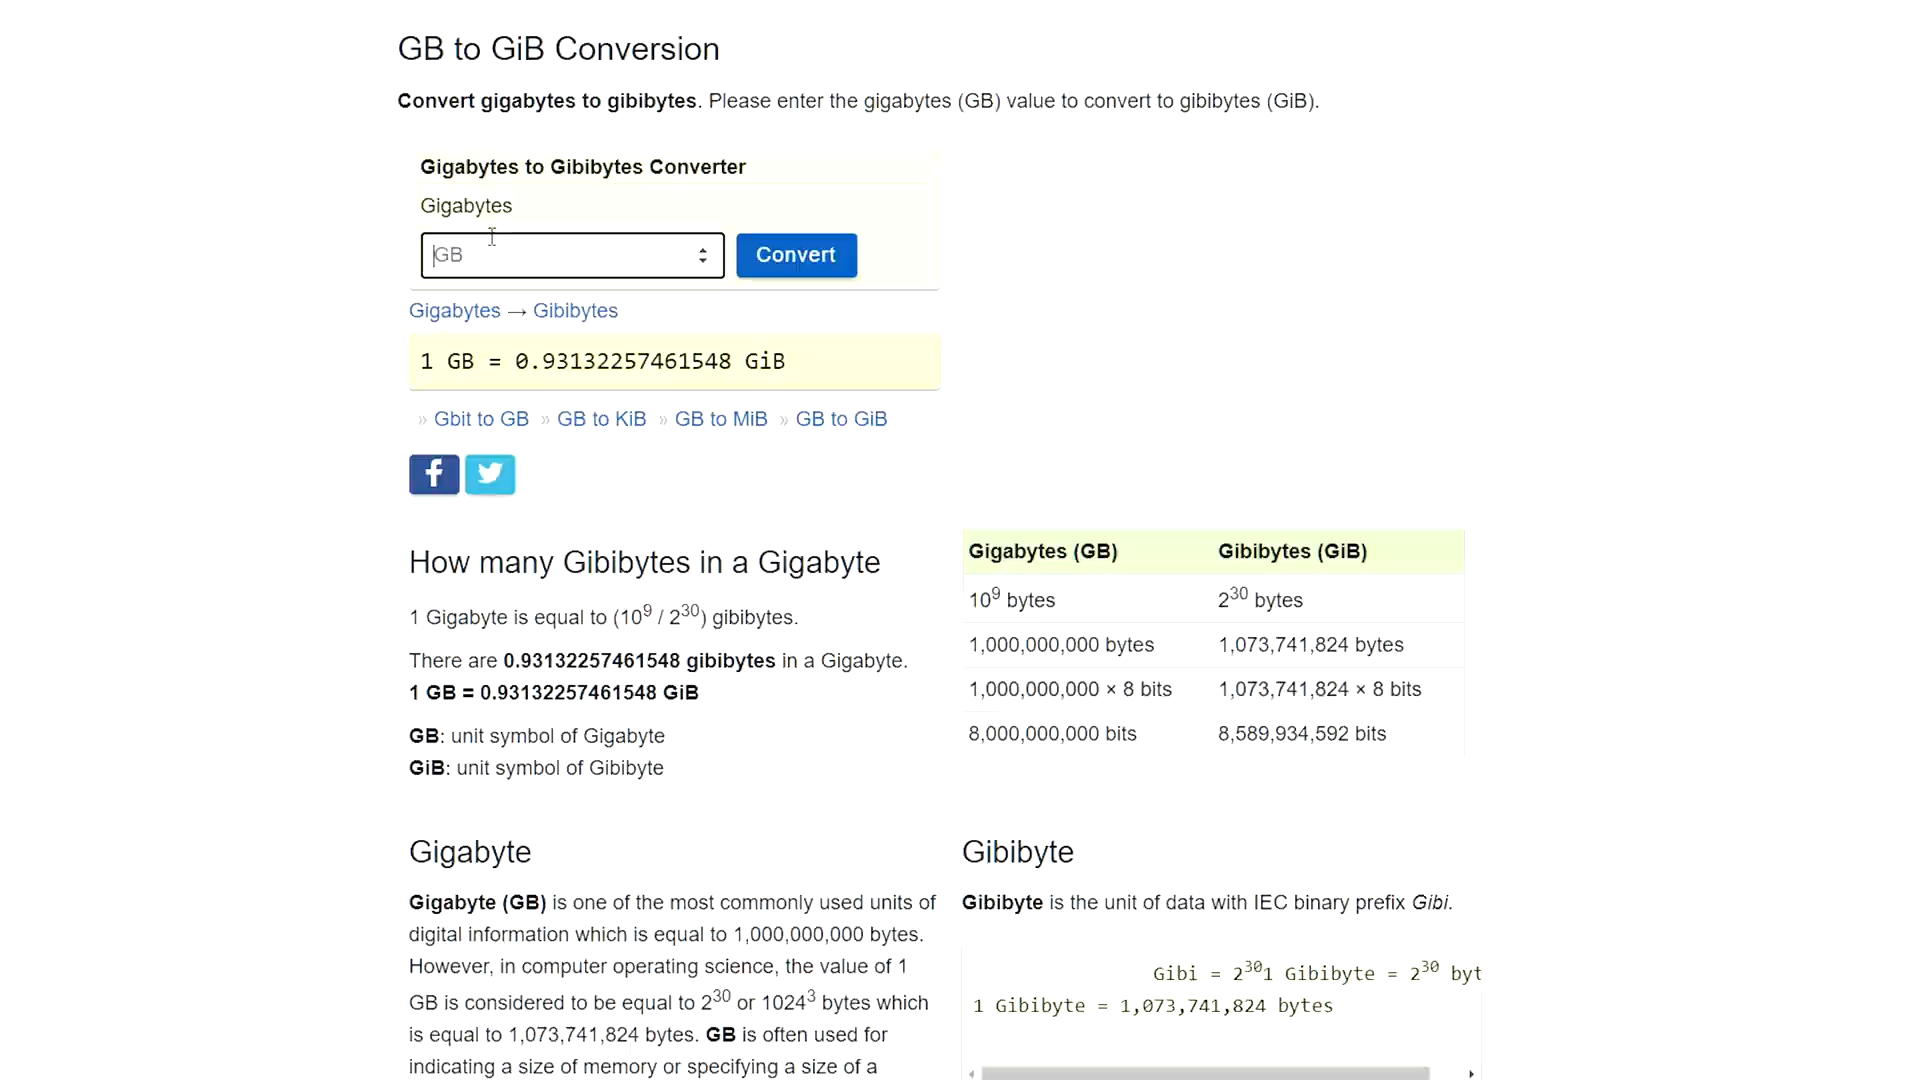 GB to GiB Conversion
Convert gigabytes to gibibytes. Please enter the gigabytes (GB) value to convert to gibibytes (GiB).
Gigabytes to Gibibytes Converter
Gigabytes
GB
Convert
Gigabytes → Gibibytes
1 GB = 0.93132257461548 GiB
» Gbit to GB » GB to KiB » GB to MiB » GB to GiB
How many Gibibytes in a Gigabyte
1 Gigabyte is equal to (10⁹ / 2³⁰) gibibytes.
There are 0.93132257461548 gibibytes in a Gigabyte.
1 GB = 0.93132257461548 GiB
GB: unit symbol of Gigabyte
GiB: unit symbol of Gibibyte
Gigabytes (GB) Gibibytes (GiB)
10⁹ bytes 2³⁰ bytes
1,000,000,000 bytes 1,073,741,824 bytes
1,000,000,000 × 8 bits 1,073,741,824 × 8 bits
8,000,000,000 bits 8,589,934,592 bits
Gigabyte
Gigabyte (GB) is one of the most commonly used units of
digital information which is equal to 1,000,000,000 bytes.
However, in computer operating science, the value of 1
GB is considered to be equal to 2³⁰ or 1024³ bytes which
is equal to 1,073,741,824 bytes. GB is often used for
indicating a size of memory or specifying a size of a
Gibibyte
Gibibyte is the unit of data with IEC binary prefix Gibi.
Gibi = 2³⁰1 Gibibyte = 2³⁰ byt
1 Gibibyte = 1,073,741,824 bytes